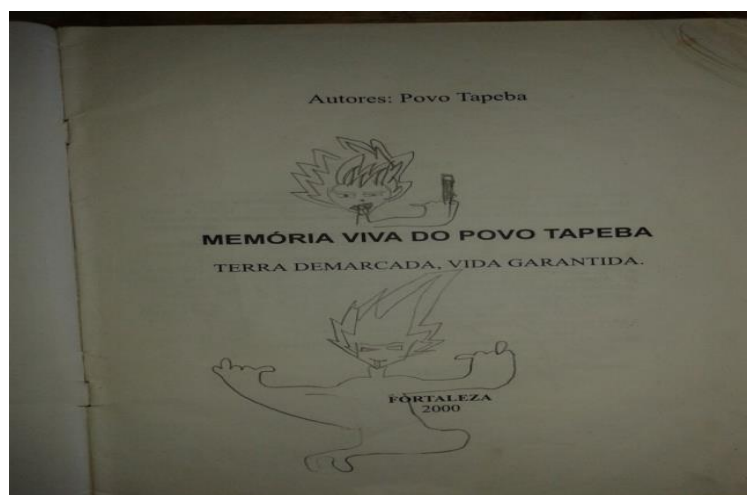 Autores: Povo Tapeba
MEMÓRIA VIVA DO POVO TAPEBA
TERRA DEMARCADA, VIDA GARANTIDA.
FORTALEZA
2000